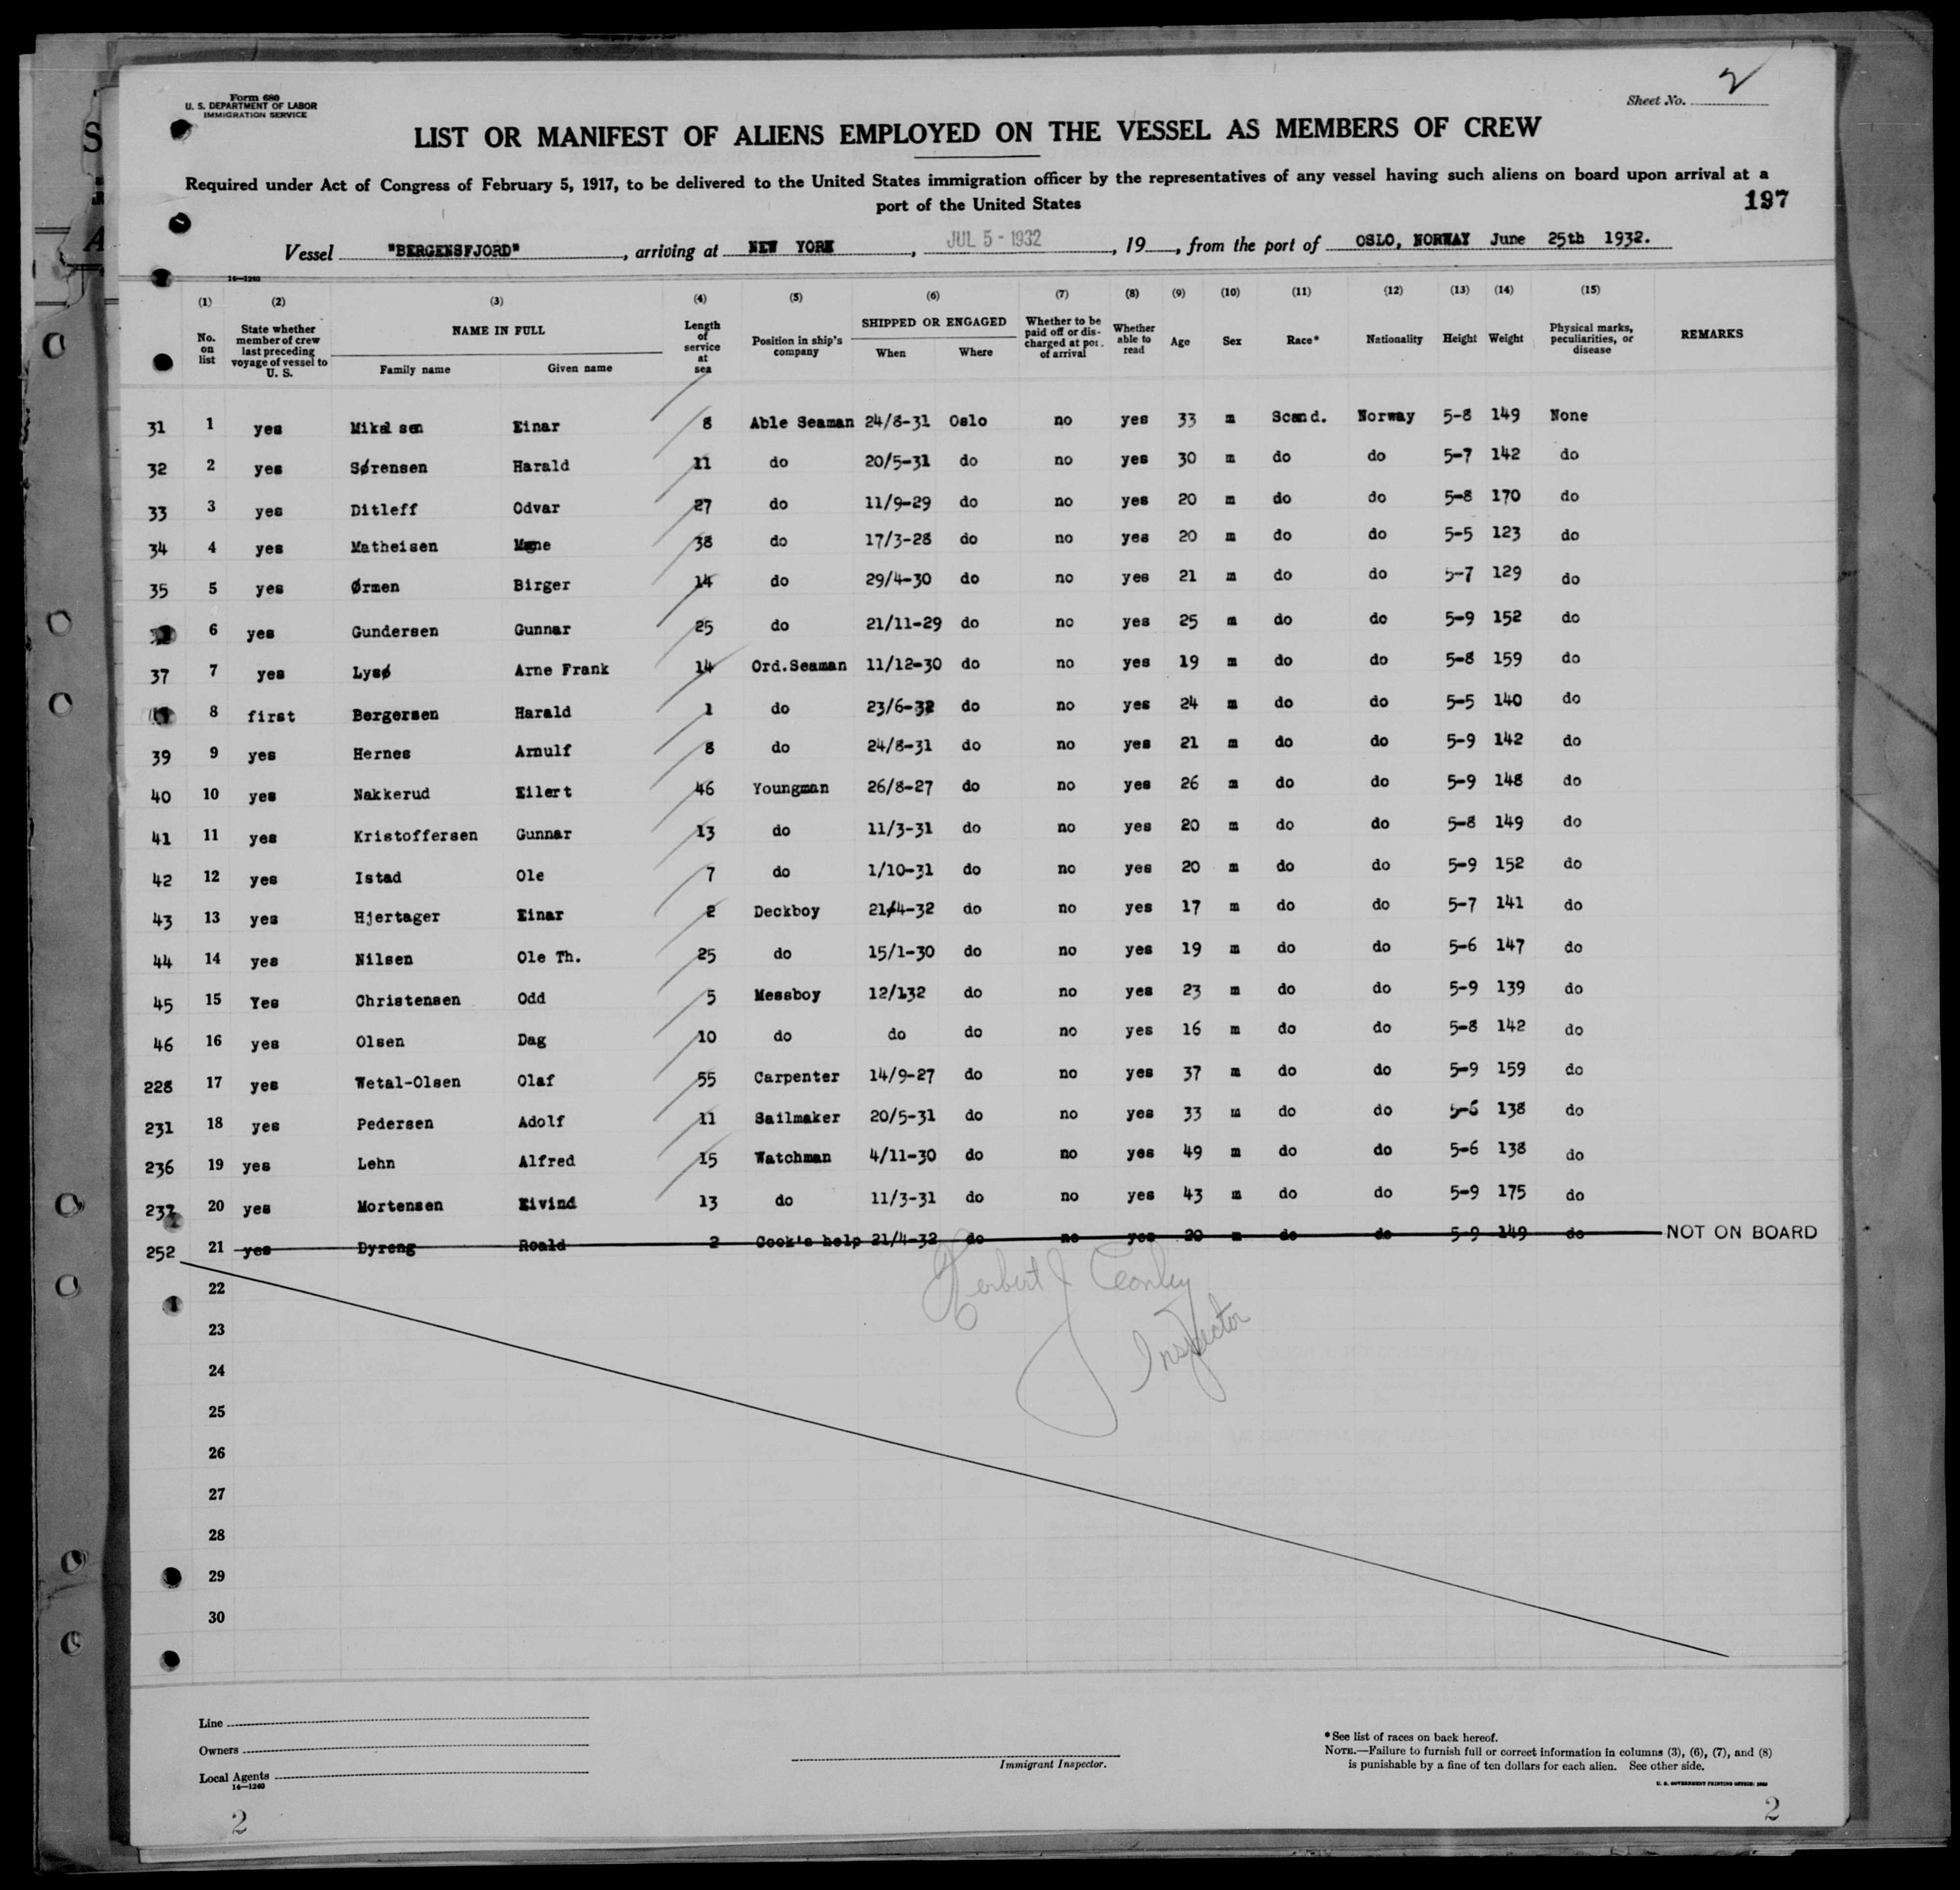 Form 680
U. S. DEPARTMENT OF LABOR
IMMIGRATION SERVICE
Sheet No. 2
LIST OR MANIFEST OF ALIENS EMPLOYED ON THE VESSEL AS MEMBERS OF CREW
Required under Act of Congress of February 5, 1917, to be delivered to the United States immigration officer by the representatives of any vessel having such aliens on board upon arrival at a
port of the United States
197
Vessel "BERGENSFJORD", arriving at NEW YORK, JUL 5 - 1932, 19, from the port of OSLO, NORWAY June 25th 1932.
14—1240
(1) (2) (3) (4) (5) (6) (7) (8) (9) (10) (11) (12) (13) (14) (15)
No. on list State whether member of crew last preceding voyage of vessel to U. S. NAME IN FULL Family name Given name Length of service at sea Position in ship's company SHIPPED OR ENGAGED When Where Whether to be paid off or discharged at port of arrival Whether able to read Age Sex Race* Nationality Height Weight Physical marks, peculiarities, or disease REMARKS
31 1 yes Mikalsen Einar 8 Able Seaman 24/8-31 Oslo no yes 33 m Scand. Norway 5-8 149 None
32 2 yes Sørensen Harald 11 do 20/5-31 do no yes 30 m do do 5-7 142 do
33 3 yes Ditleff Odvar 27 do 11/9-29 do no yes 20 m do do 5-8 170 do
34 4 yes Matheisen 38 do 17/3-28 do no yes 20 m do do 5-5 123 do
35 5 yes Ørmen Birger 14 do 29/4-30 do no yes 21 m do do 5-7 129 do
6 yes Gundersen Gunnar 25 do 21/11-29 do no yes 25 m do do 5-9 152 do
37 7 yes Lysø Arne Frank 14 Ord.Seaman 11/12-30 do no yes 19 m do do 5-8 159 do
8 first Bergersen Harald 1 do 23/6-32 do no yes 24 m do do 5-5 140 do
39 9 yes Hernes Arnulf 8 do 24/8-31 do no yes 21 m do do 5-9 142 do
40 10 yes Nakkerud Eilert 46 Youngman 26/8-27 do no yes 26 m do do 5-9 148 do
41 11 yes Kristoffersen Gunnar 13 do 11/3-31 do no yes 20 m do do 5-8 149 do
42 12 yes Istad Ole 7 do 1/10-31 do no yes 20 m do do 5-9 152 do
43 13 yes Hjertager Einar 2 Deckboy 21/4-32 do no yes 17 m do do 5-7 141 do
44 14 yes Nilsen Ole Th. 25 do 15/1-30 do no yes 19 m do do 5-6 147 do
45 15 Yes Christensen Odd 5 Messboy 12/132 do no yes 23 m do do 5-9 139 do
46 16 yes Olsen Dag 10 do do do no yes 16 m do do 5-8 142 do
228 17 yes Wetal-Olsen Olaf 55 Carpenter 14/9-27 do no yes 37 m do do 5-9 159 do
231 18 yes Pedersen Adolf 11 Sailmaker 20/5-31 do no yes 33 m do do 5-6 138 do
236 19 yes Lehn Alfred 15 Watchman 4/11-30 do no yes 49 m do do 5-6 138 do
237 20 yes Mortensen Eivind 13 do 11/3-31 do no yes 43 m do do 5-9 175 do
252 21 yes Dyreng Roald 2 Cook's help 21/4-32 do no yes 20 m do do 5-9 149 do NOT ON BOARD
22
23
24
25
26
27
28
29
30
Herbert J Conley
Inspector
Line
Owners
Local Agents
14—1240
Immigrant Inspector.
*See list of races on back hereof.
NOTE.—Failure to furnish full or correct information in columns (3), (6), (7), and (8)
is punishable by a fine of ten dollars for each alien. See other side.
2
2